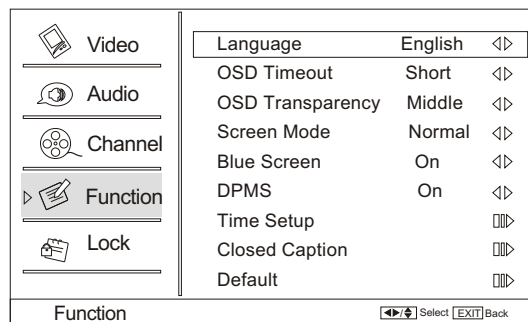 Video
Audio
Channel
Function
Lock
Language English
OSD Timeout Short
OSD Transparency Middle
Screen Mode Normal
Blue Screen On
DPMS On
Time Setup
Closed Caption
Default
Function
Select EXIT Back